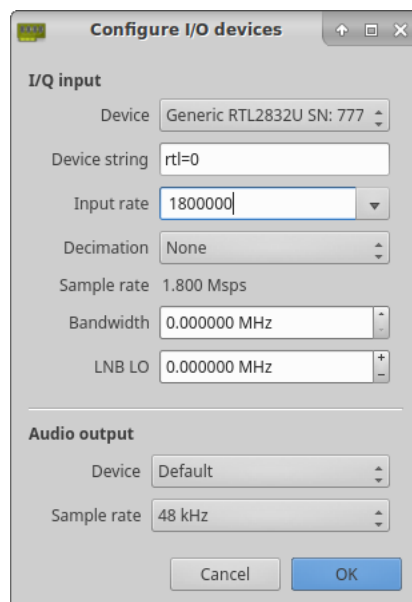 Configure I/O devices
I/Q input
Device Generic RTL2832U SN: 777
Device string rtl=0
Input rate 1800000
Decimation None
Sample rate 1.800 Msps
Bandwidth 0.000000 MHz
LNB LO 0.000000 MHz
Audio output
Device Default
Sample rate 48 kHz
Cancel OK